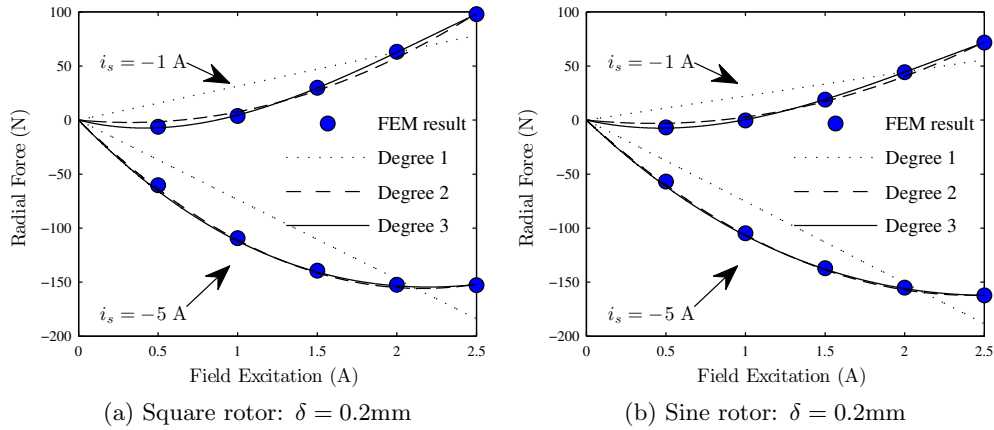 100
50
0
−50
−100
−150
−200
Radial Force (N)
i_s = −1 A
FEM result
Degree 1
Degree 2
Degree 3
i_s = −5 A
0 0.5 1 1.5 2 2.5
Field Excitation (A)
(a) Square rotor: δ = 0.2mm
100
50
0
−50
−100
−150
−200
Radial Force (N)
i_s = −1 A
FEM result
Degree 1
Degree 2
Degree 3
i_s = −5 A
0 0.5 1 1.5 2 2.5
Field Excitation (A)
(b) Sine rotor: δ = 0.2mm